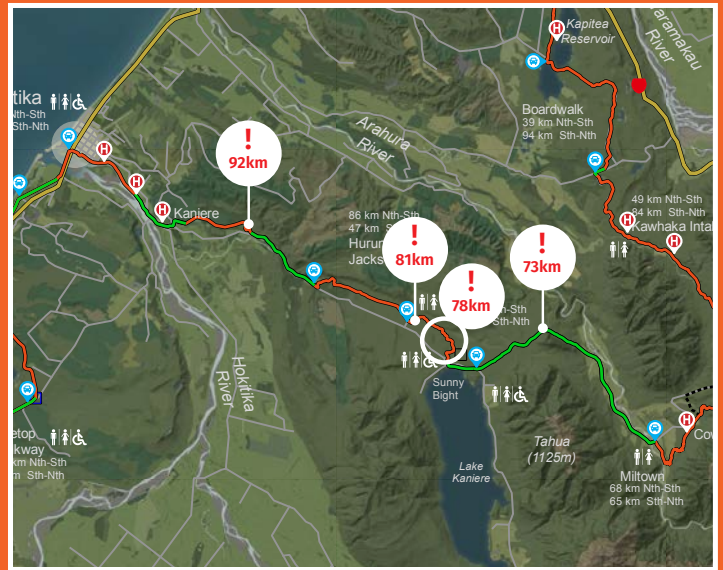 Kapitea
Reservoir
aramakau
River
tika
Nth-Sth
Sth-Nth
H
H
H
H
Boardwalk
39 km Nth-Sth
94 km Sth-Nth
Arahura
River
!
92km
Kaniere
86 km Nth-Sth
47 km S
Hurun
Jacks
!
81km
!
78km
!
73km
49 km Nth-Sth
84 km Sth-Nth
Kawhaka Intal
H
H
n-Sth
th-Nth
Hokitika
River
Sunny
Bight
Lake
Kaniere
Tahua
(1125m)
etop
kway
km Nth-Sth
m Sth-Nth
H
Cow
Miltown
68 km Nth-Sth
65 km Sth-Nth